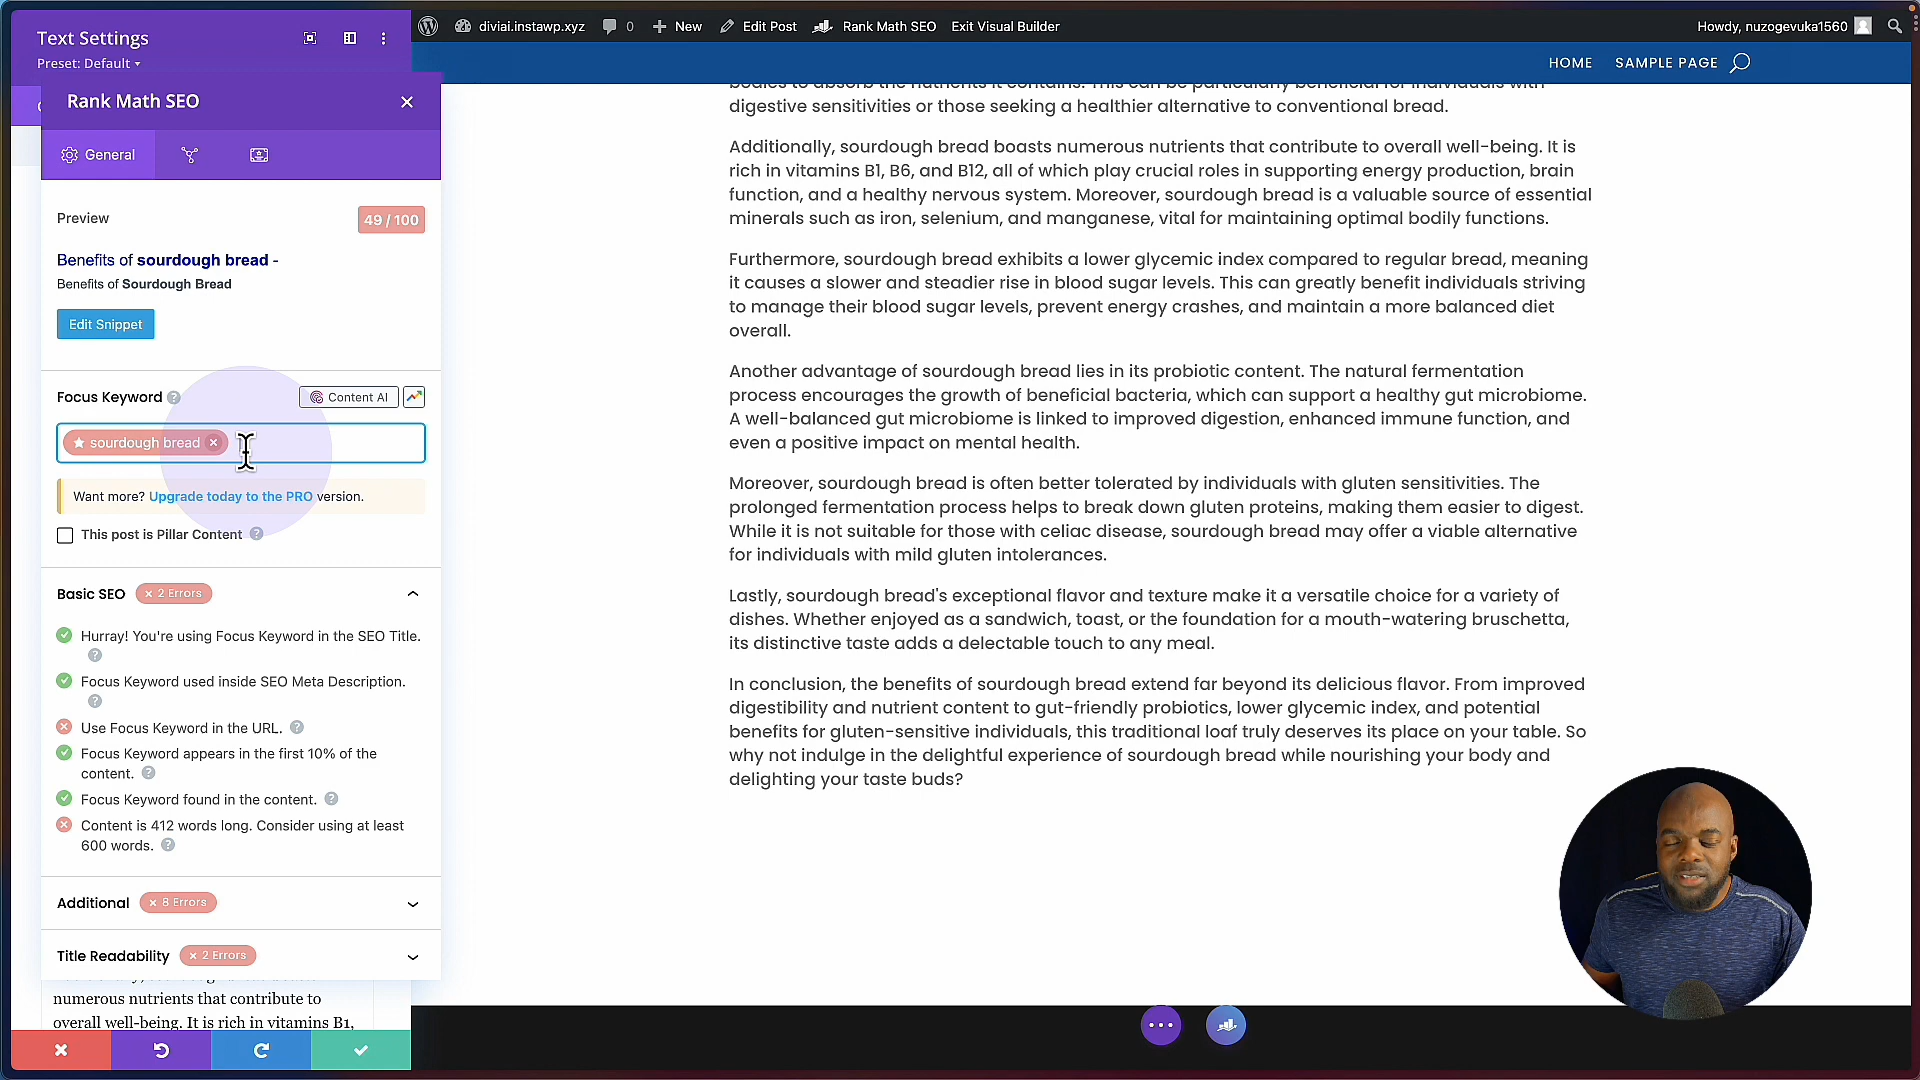 Text Settings
Preset: Default
diviai.instawp.xyz
0
New
Edit Post
Rank Math SEO
Exit Visual Builder
Howdy, nuzogevuka1560
HOME
SAMPLE PAGE
Rank Math SEO
General
Preview
49 / 100
Benefits of sourdough bread -
Benefits of Sourdough Bread
Edit Snippet
Focus Keyword
Content AI
sourdough bread
Want more? Upgrade today to the PRO version.
This post is Pillar Content
Basic SEO
2 Errors
Hurray! You're using Focus Keyword in the SEO Title.
Focus Keyword used inside SEO Meta Description.
Use Focus Keyword in the URL.
Focus Keyword appears in the first 10% of the
content.
Focus Keyword found in the content.
Content is 412 words long. Consider using at least
600 words.
Additional
8 Errors
Title Readability
2 Errors
numerous nutrients that contribute to
overall well-being. It is rich in vitamins B1,
bodies to absorb the nutrients it contains. This can be particularly beneficial for individuals with
digestive sensitivities or those seeking a healthier alternative to conventional bread.
Additionally, sourdough bread boasts numerous nutrients that contribute to overall well-being. It is
rich in vitamins B1, B6, and B12, all of which play crucial roles in supporting energy production, brain
function, and a healthy nervous system. Moreover, sourdough bread is a valuable source of essential
minerals such as iron, selenium, and manganese, vital for maintaining optimal bodily functions.
Furthermore, sourdough bread exhibits a lower glycemic index compared to regular bread, meaning
it causes a slower and steadier rise in blood sugar levels. This can greatly benefit individuals striving
to manage their blood sugar levels, prevent energy crashes, and maintain a more balanced diet
overall.
Another advantage of sourdough bread lies in its probiotic content. The natural fermentation
process encourages the growth of beneficial bacteria, which can support a healthy gut microbiome.
A well-balanced gut microbiome is linked to improved digestion, enhanced immune function, and
even a positive impact on mental health.
Moreover, sourdough bread is often better tolerated by individuals with gluten sensitivities. The
prolonged fermentation process helps to break down gluten proteins, making them easier to digest.
While it is not suitable for those with celiac disease, sourdough bread may offer a viable alternative
for individuals with mild gluten intolerances.
Lastly, sourdough bread's exceptional flavor and texture make it a versatile choice for a variety of
dishes. Whether enjoyed as a sandwich, toast, or the foundation for a mouth-watering bruschetta,
its distinctive taste adds a delectable touch to any meal.
In conclusion, the benefits of sourdough bread extend far beyond its delicious flavor. From improved
digestibility and nutrient content to gut-friendly probiotics, lower glycemic index, and potential
benefits for gluten-sensitive individuals, this traditional loaf truly deserves its place on your table. So
why not indulge in the delightful experience of sourdough bread while nourishing your body and
delighting your taste buds?